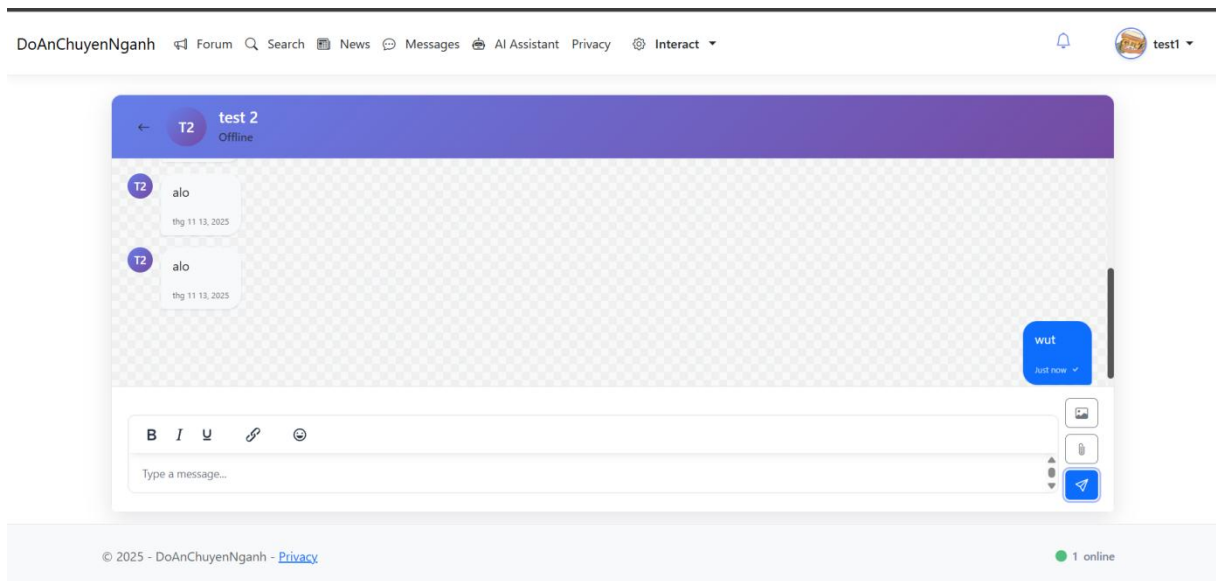 DoAnChuyenNganh Forum Search News Messages AI Assistant Privacy Interact test1
T2 test 2
Offline
T2 alo
thg 11 13, 2025
T2 alo
thg 11 13, 2025
wut
Just now
B I U
Type a message...
© 2025 - DoAnChuyenNganh - Privacy 1 online